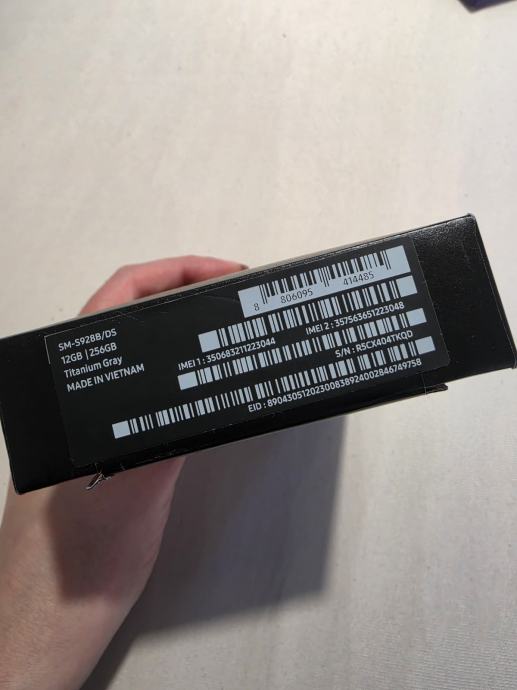 SM-S928B/DS
12GB | 256GB
Titanium Gray
MADE IN VIETNAM
8 806095 414485
IMEI 1 : 350683211223044
IMEI 2 : 357563651223048
S/N : R5CX404TKQD
EID : 89043051202300838924002846749758